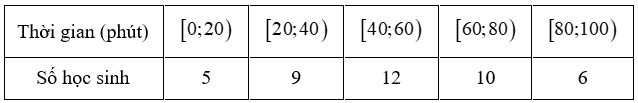 Thời gian (phút) [0;20) [20;40) [40;60) [60;80) [80;100)
Số học sinh 5 9 12 10 6